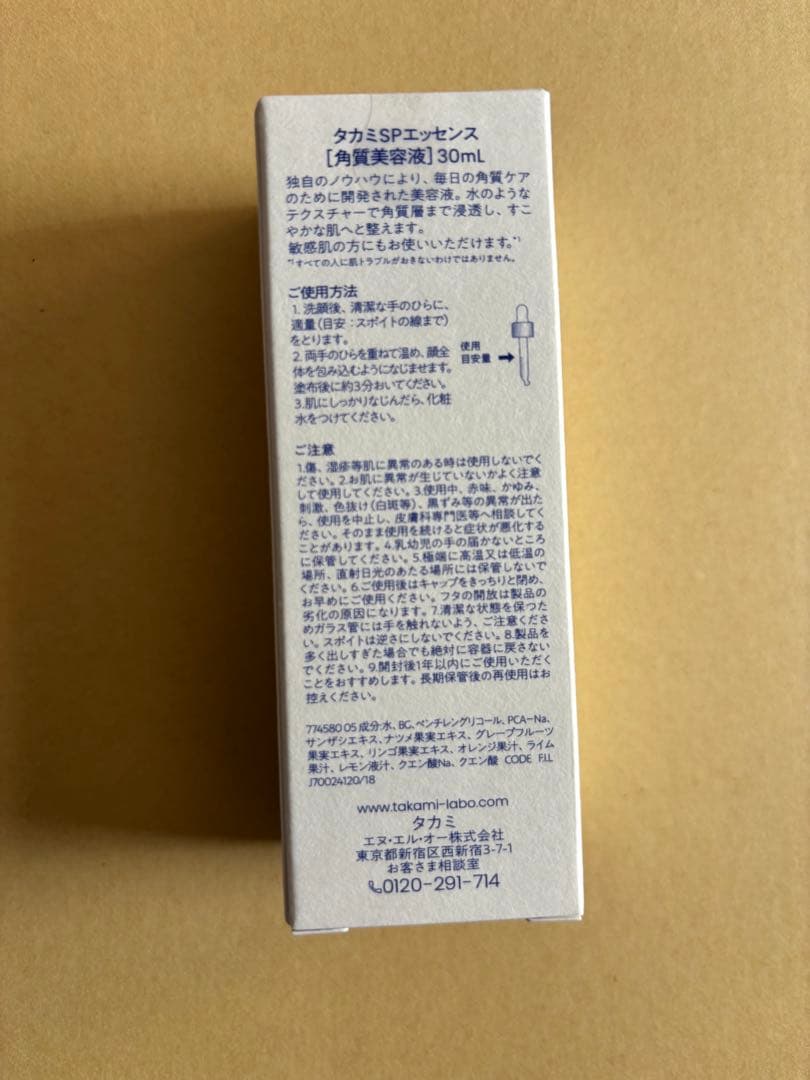 タカミSPエッセンス
[角質美容液] 30mL
独自のノウハウにより、毎日の角質ケア
のために開発された美容液。水のような
テクスチャーで角質層まで浸透し、すこ
やかな肌へと整えます。
敏感肌の方にもお使いいただけます。*¹
*¹すべての人に肌トラブルがおきないわけではありません。
ご使用方法
1. 洗顔後、清潔な手のひらに、
適量(目安：スポイトの線まで)
をとります。
2. 両手のひらを重ねて温め、顔全
体を包み込むようになじませます。
塗布後に約3分おいてください。
3.肌にしっかりなじんだら、化粧
水をつけてください。
使用
目安量
ご注意
1.傷、湿疹等肌に異常のある時は使用しないでく
ださい。2.お肌に異常が生じていないかよく注意
して使用してください。3.使用中、赤味、かゆみ、
刺激、色抜け(白斑等)、黒ずみ等の異常が出た
ら、使用を中止し、皮膚科専門医等へ相談してく
ださい。そのまま使用を続けると症状が悪化する
ことがあります。4.乳幼児の手の届かないところ
に保管してください。5.極端に高温又は低温の
場所、直射日光のあたる場所には保管しないで
ください。6.ご使用後はキャップをきっちりと閉め、
お早めにご使用ください。フタの開放は製品の
劣化の原因になります。7.清潔な状態を保つた
めガラス管には手を触れないよう、ご注意くださ
い。スポイトは逆さにしないでください。8.製品を
多く出しすぎた場合でも絶対に容器に戻さない
でください。9.開封後1年以内にご使用いただく
ことをおすすめします。長期保管後の再使用はお
控えください。
774580 05 成分:水、BG、ペンチレングリコール、PCA-Na、
サンザシエキス、ナツメ果実エキス、グレープフルーツ
果実エキス、リンゴ果実エキス、オレンジ果汁、ライム
果汁、レモン液汁、クエン酸Na、クエン酸 CODE F.I.L
J70024120/18
www.takami-labo.com
タカミ
エヌ・エル・オー株式会社
東京都新宿区西新宿3-7-1
お客さま相談室
0120-291-714